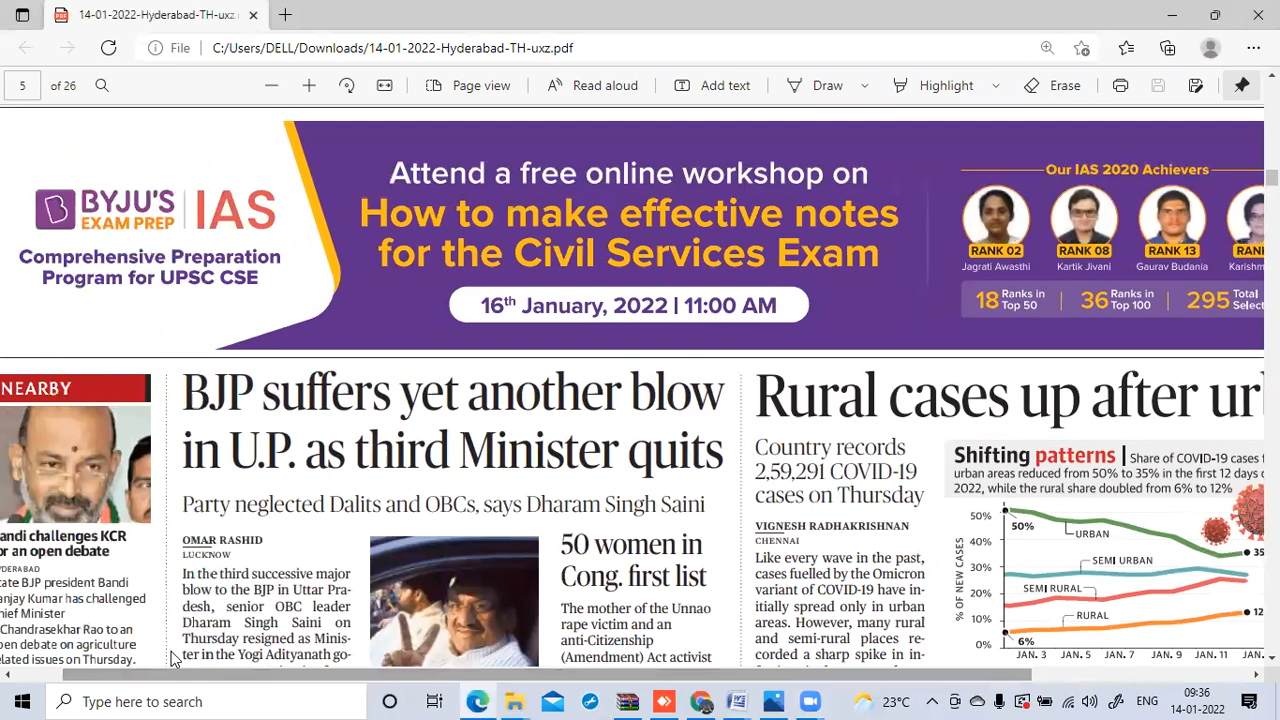 14-01-2022-Hyderabad-TH-uxz
File
C:/Users/DELL/Downloads/14-01-2022-Hyderabad-TH-uxz.pdf
5 of 26
Page view
Read aloud
Add text
Draw
Highlight
Erase
BYJU'S
EXAM PREP
IAS
Comprehensive Preparation
Program for UPSC CSE
Attend a free online workshop on
How to make effective notes
for the Civil Services Exam
16th January, 2022 | 11:00 AM
Our IAS 2020 Achievers
RANK 02
RANK 08
RANK 13
Jagrati Awasthi
Kartik Jivani
Gaurav Budania
Karishm
18 Ranks in Top 50
36 Ranks in Top 100
295 Total Select
NEARBY
andi challenges KCR
or an open debate
YDERABAD
tate BJP president Bandi
anjay Kumar has challenged
hief Minister
Chandrasekhar Rao to an
pen debate on agriculture
elated issues on Thursday.
BJP suffers yet another blow
in U.P. as third Minister quits
Party neglected Dalits and OBCs, says Dharam Singh Saini
OMAR RASHID
LUCKNOW
In the third successive major
blow to the BJP in Uttar Pra-
desh, senior OBC leader
Dharam Singh Saini on
Thursday resigned as Minis-
ter in the Yogi Adityanath go-
50 women in
Cong. first list
The mother of the Unnao
rape victim and an
anti-Citizenship
(Amendment) Act activist
Rural cases up after ur
Country records
2,59,291 COVID-19
cases on Thursday
VIGNESH RADHAKRISHNAN
CHENNAI
Like every wave in the past,
cases fuelled by the Omicron
variant of COVID-19 have in-
itially spread only in urban
areas. However, many rural
and semi-rural places re-
corded a sharp spike in in-
Shifting patterns | Share of COVID-19 cases f
urban areas reduced from 50% to 35% in the first 12 days o
2022, while the rural share doubled from 6% to 12%
% OF NEW CASES
50%
40%
30%
20%
10%
0%
50%
URBAN
35
SEMI URBAN
SEMI RURAL
RURAL
12
6%
JAN. 3
JAN. 5
JAN. 7
JAN. 9
JAN. 11
JAN.
Type here to search
23°C
ENG
09:36
14-01-2022